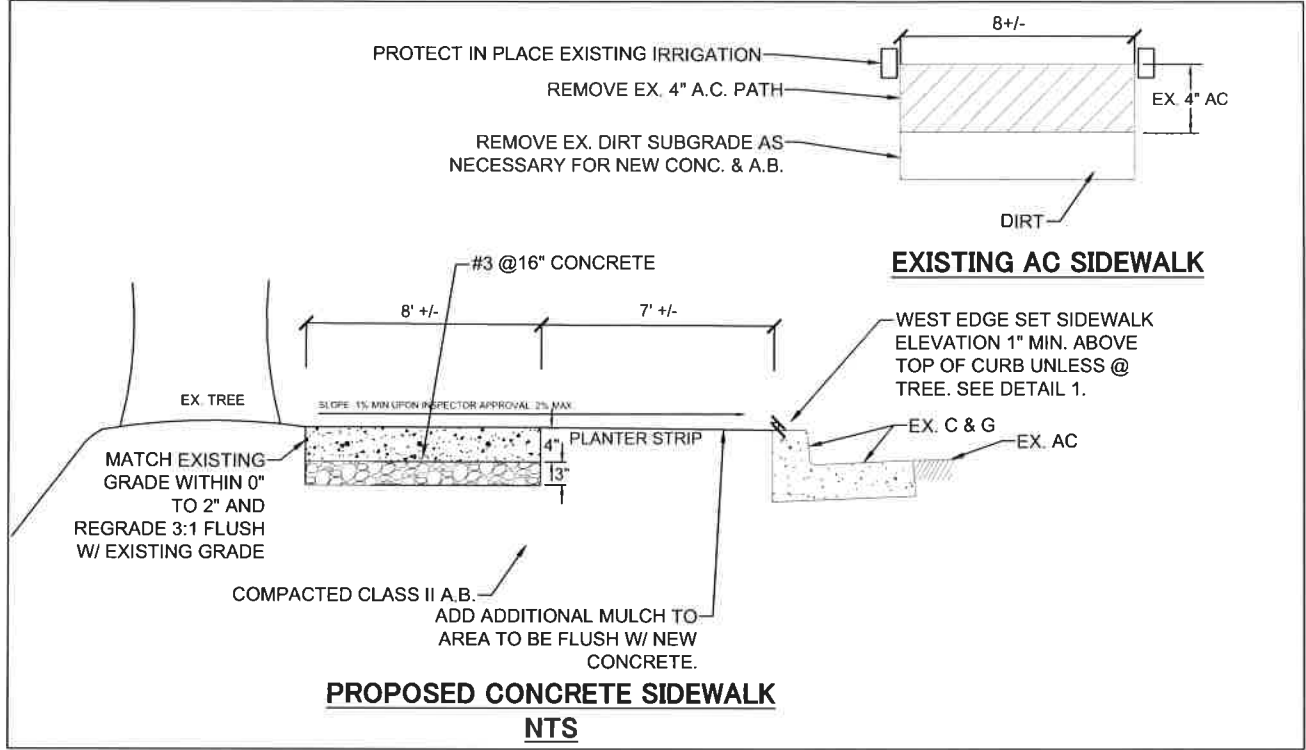 8+/-
PROTECT IN PLACE EXISTING IRRIGATION
REMOVE EX. 4" A.C. PATH
EX. 4" AC
REMOVE EX. DIRT SUBGRADE AS
NECESSARY FOR NEW CONC. & A.B.
DIRT
EXISTING AC SIDEWALK
#3 @16" CONCRETE
8' +/-
7' +/-
WEST EDGE SET SIDEWALK
ELEVATION 1" MIN. ABOVE
TOP OF CURB UNLESS @
TREE. SEE DETAIL 1.
EX. TREE
SLOPE 1% MIN UPON INSPECTOR APPROVAL 2% MAX
EX. C & G
EX. AC
PLANTER STRIP
4"
3"
MATCH EXISTING
GRADE WITHIN 0"
TO 2" AND
REGRADE 3:1 FLUSH
W/ EXISTING GRADE
COMPACTED CLASS II A.B.
ADD ADDITIONAL MULCH TO
AREA TO BE FLUSH W/ NEW
CONCRETE.
PROPOSED CONCRETE SIDEWALK
NTS